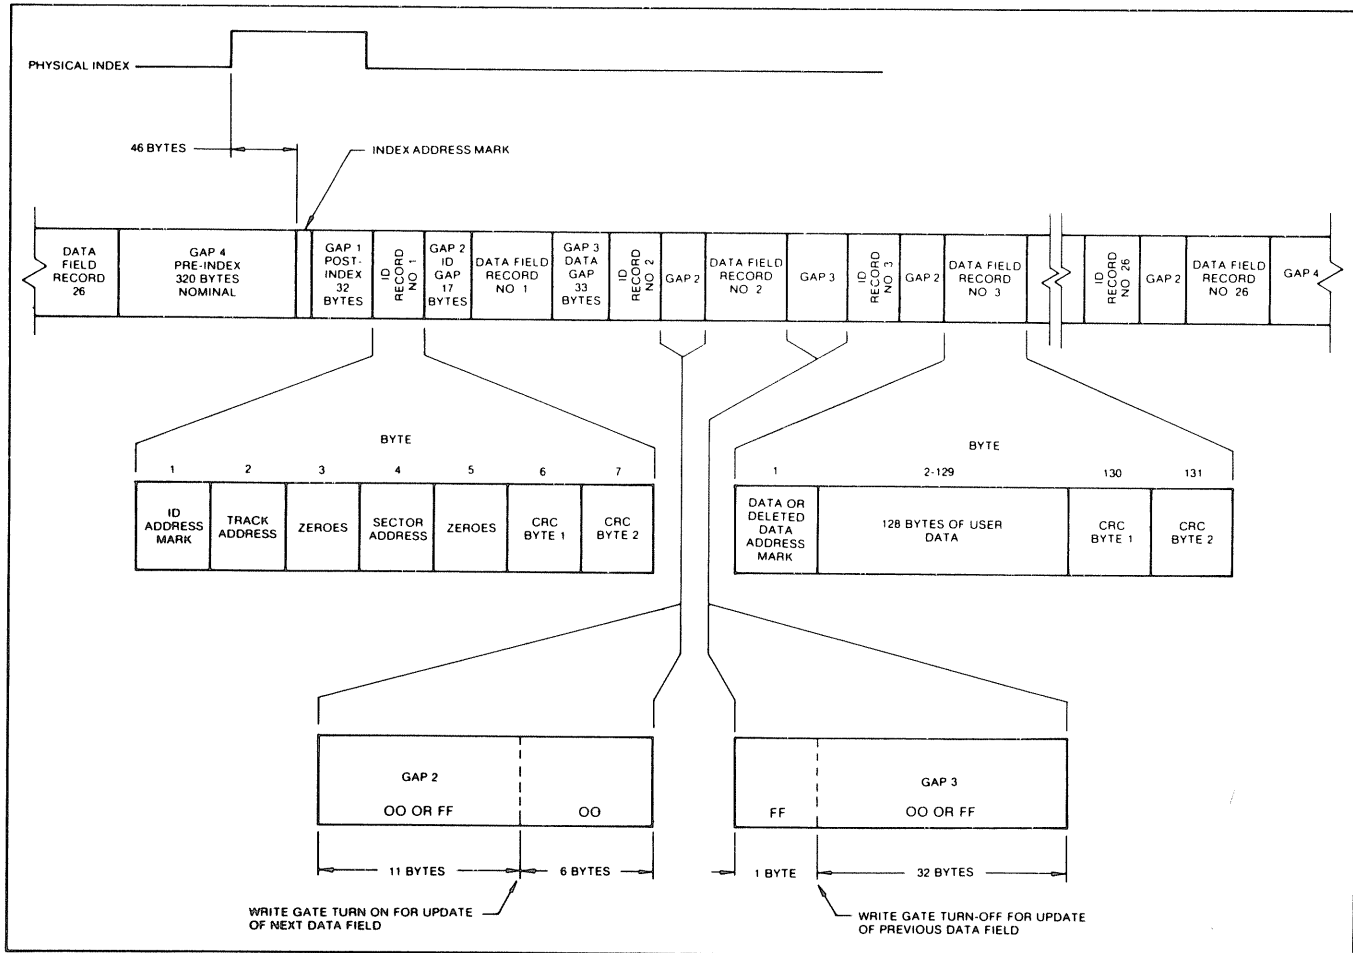 PHYSICAL INDEX
46 BYTES
INDEX ADDRESS MARK
DATA
FIELD
RECORD
26
GAP 4
PRE-INDEX
320 BYTES
NOMINAL
GAP 1
POST-
INDEX
32
BYTES
ID
RECORD
NO 1
GAP 2
ID
GAP
17
BYTES
DATA FIELD
RECORD
NO 1
GAP 3
DATA
GAP
33
BYTES
ID
RECORD
NO 2
GAP 2
DATA FIELD
RECORD
NO 2
GAP 3
ID
RECORD
NO 3
GAP 2
DATA FIELD
RECORD
NO 3
ID
RECORD
NO 26
GAP 2
DATA FIELD
RECORD
NO 26
GAP 4
BYTE
1 2 3 4 5 6 7
ID
ADDRESS
MARK
TRACK
ADDRESS
ZEROES
SECTOR
ADDRESS
ZEROES
CRC
BYTE 1
CRC
BYTE 2
BYTE
1 2-129 130 131
DATA OR
DELETED
DATA
ADDRESS
MARK
128 BYTES OF USER
DATA
CRC
BYTE 1
CRC
BYTE 2
GAP 2
OO OR FF
OO
11 BYTES
6 BYTES
WRITE GATE TURN ON FOR UPDATE
OF NEXT DATA FIELD
FF
GAP 3
OO OR FF
1 BYTE
32 BYTES
WRITE GATE TURN-OFF FOR UPDATE
OF PREVIOUS DATA FIELD